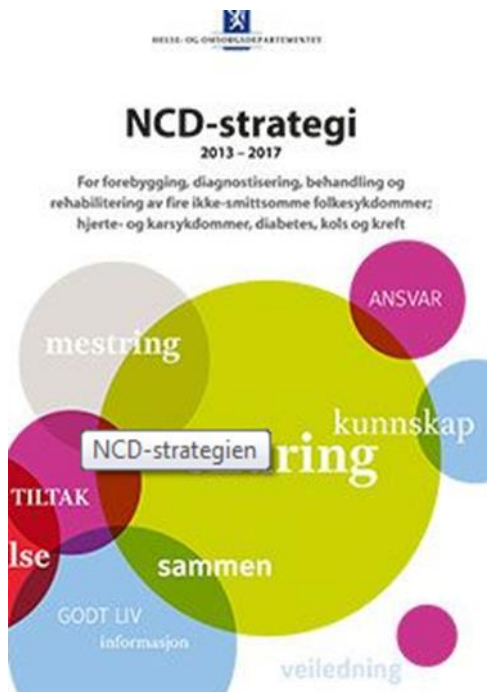 HELSE- OG OMSORGSDEPARTEMENTET
NCD-strategi
2013 – 2017
For forebygging, diagnostisering, behandling og
rehabilitering av fire ikke-smittsomme folkesykdommer;
hjerte- og karsykdommer, diabetes, kols og kreft
ANSVAR
mestring
kunnskap
NCD-strategien
ring
TILTAK
lse
sammen
GODT LIV
informasjon
veiledning